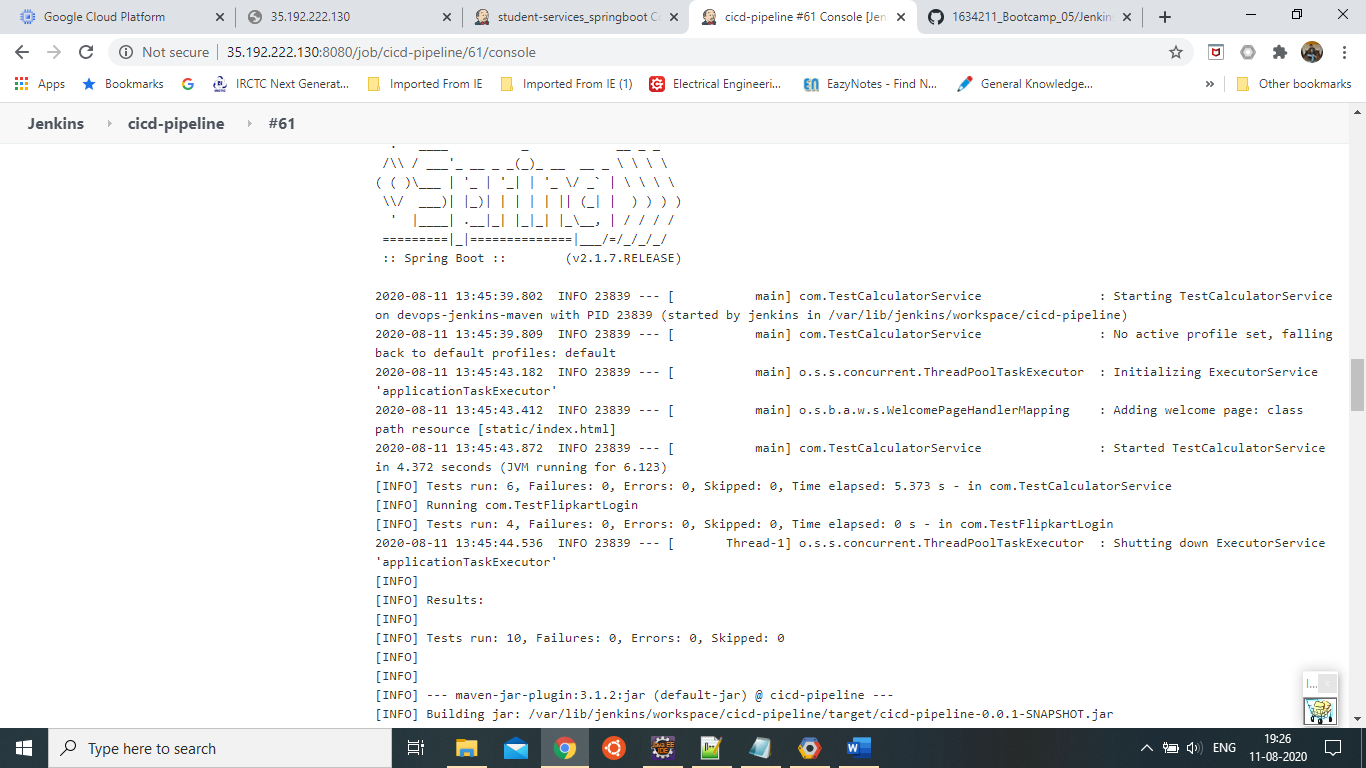 Google Cloud Platform
35.192.222.130
student-services_springboot Co
cicd-pipeline #61 Console [Jen
1634211_Bootcamp_05/Jenkin
Not secure | 35.192.222.130:8080/job/cicd-pipeline/61/console
Apps
Bookmarks
IRCTC Next Generat...
Imported From IE
Imported From IE (1)
Electrical Engineeri...
EazyNotes - Find N...
General Knowledge...
»
Other bookmarks
Jenkins
cicd-pipeline
#61
  .   ____          _            __ _ _
 /\\ / ___'_ __ _ _(_)_ __  __ _ \ \ \ \
( ( )\___ | '_ | '_| | '_ \/ _` | \ \ \ \
 \\/  ___)| |_)| | | | | || (_| |  ) ) ) )
  '  |____| .__|_| |_|_| |_\__, | / / / /
 =========|_|==============|___/=/_/_/_/
 :: Spring Boot ::        (v2.1.7.RELEASE)
2020-08-11 13:45:39.802  INFO 23839 --- [           main] com.TestCalculatorService                : Starting TestCalculatorService
on devops-jenkins-maven with PID 23839 (started by jenkins in /var/lib/jenkins/workspace/cicd-pipeline)
2020-08-11 13:45:39.809  INFO 23839 --- [           main] com.TestCalculatorService                : No active profile set, falling
back to default profiles: default
2020-08-11 13:45:43.182  INFO 23839 --- [           main] o.s.s.concurrent.ThreadPoolTaskExecutor  : Initializing ExecutorService
'applicationTaskExecutor'
2020-08-11 13:45:43.412  INFO 23839 --- [           main] o.s.b.a.w.s.WelcomePageHandlerMapping    : Adding welcome page: class
path resource [static/index.html]
2020-08-11 13:45:43.872  INFO 23839 --- [           main] com.TestCalculatorService                : Started TestCalculatorService
in 4.372 seconds (JVM running for 6.123)
[INFO] Tests run: 6, Failures: 0, Errors: 0, Skipped: 0, Time elapsed: 5.373 s - in com.TestCalculatorService
[INFO] Running com.TestFlipkartLogin
[INFO] Tests run: 4, Failures: 0, Errors: 0, Skipped: 0, Time elapsed: 0 s - in com.TestFlipkartLogin
2020-08-11 13:45:44.536  INFO 23839 --- [       Thread-1] o.s.s.concurrent.ThreadPoolTaskExecutor  : Shutting down ExecutorService
'applicationTaskExecutor'
[INFO]
[INFO] Results:
[INFO]
[INFO] Tests run: 10, Failures: 0, Errors: 0, Skipped: 0
[INFO]
[INFO]
[INFO] --- maven-jar-plugin:3.1.2:jar (default-jar) @ cicd-pipeline ---
[INFO] Building jar: /var/lib/jenkins/workspace/cicd-pipeline/target/cicd-pipeline-0.0.1-SNAPSHOT.jar
Type here to search
ENG
19:26
11-08-2020